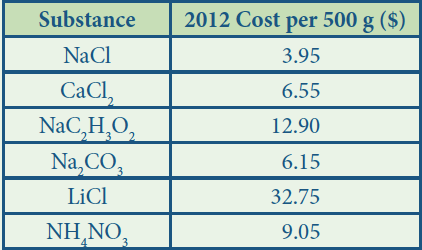 Substance 2012 Cost per 500 g ($)
NaCl 3.95
CaCl₂ 6.55
NaC₂H₃O₂ 12.90
Na₂CO₃ 6.15
LiCl 32.75
NH₄NO₃ 9.05